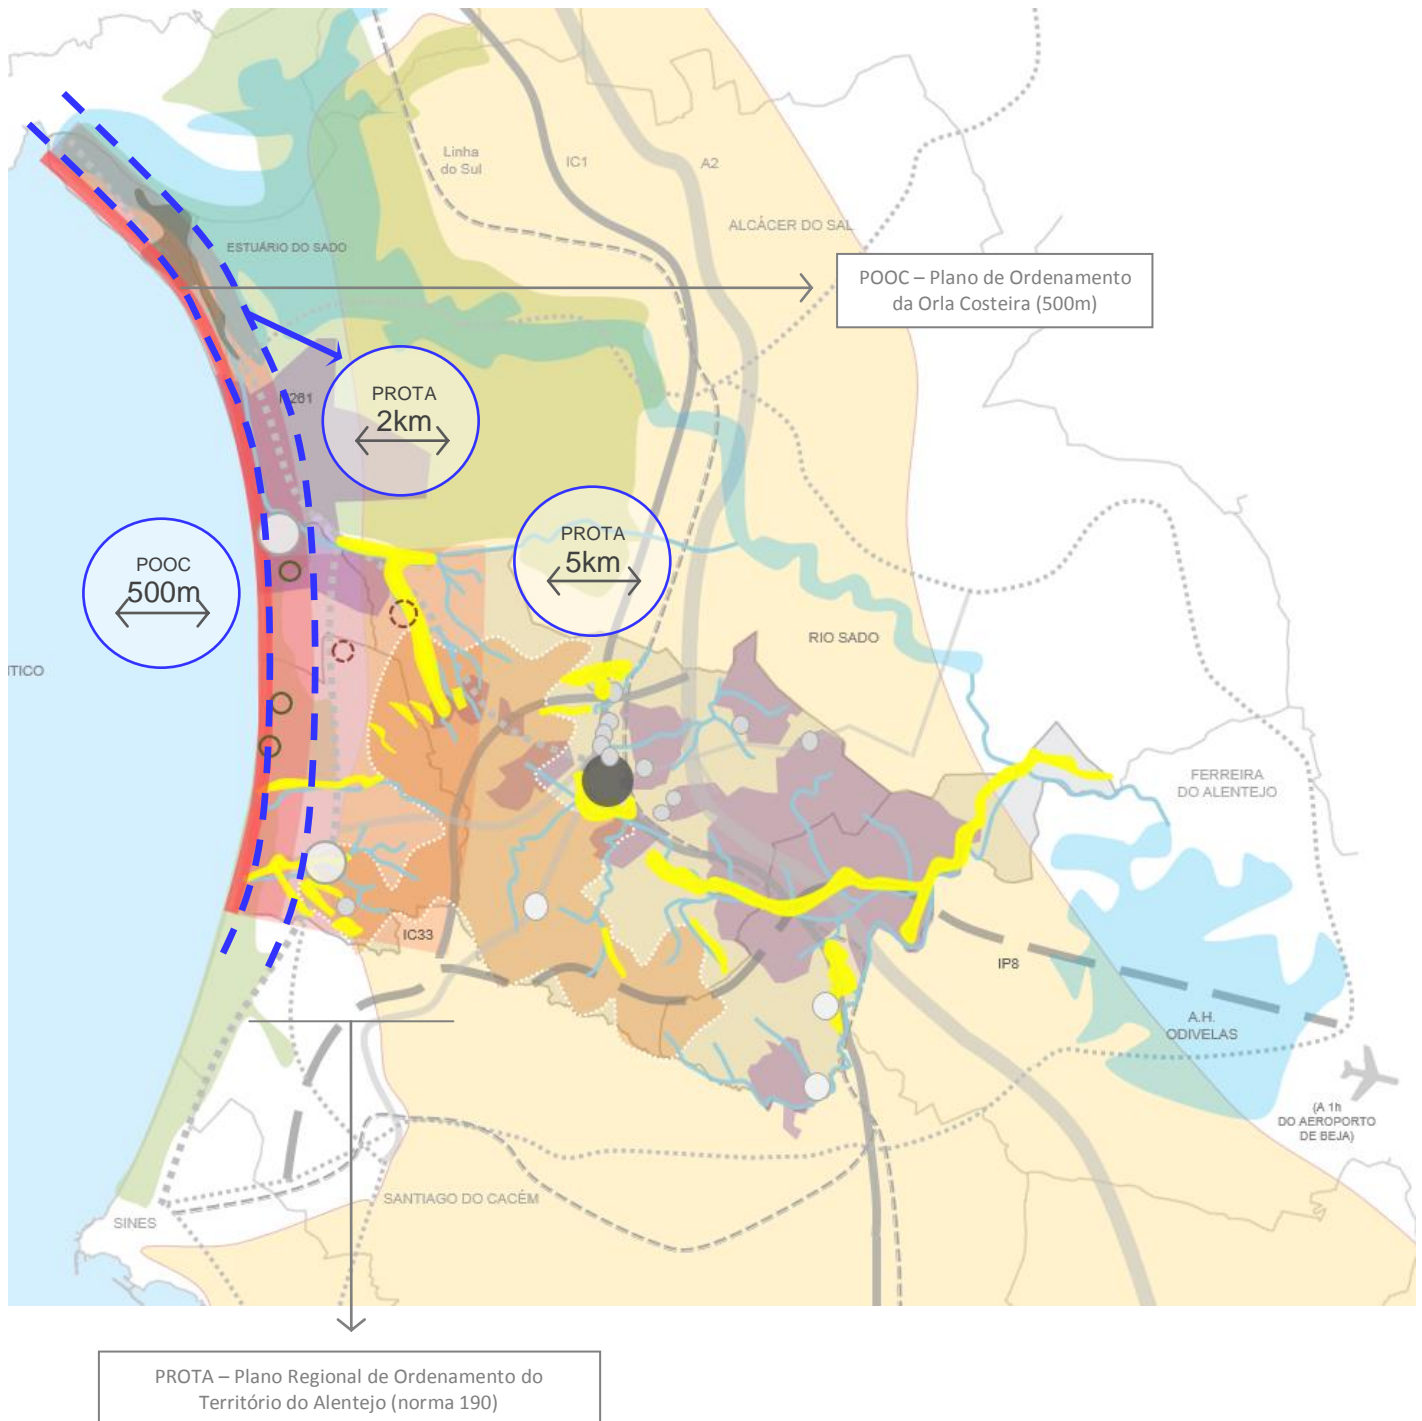 Linha
do Sul
IC1
A2
ALCÁCER DO SAL
ESTUÁRIO DO SADO
POOC – Plano de Ordenamento
da Orla Costeira (500m)
PROTA
2km
PROTA
5km
POOC
500m
RIO SADO
FERREIRA
DO ALENTEJO
IC33
IP8
A.H.
ODIVELAS
(A 1h
DO AEROPORTO
DE BEJA)
SANTIAGO DO CACÉM
SINES
PROTA – Plano Regional de Ordenamento do
Território do Alentejo (norma 190)